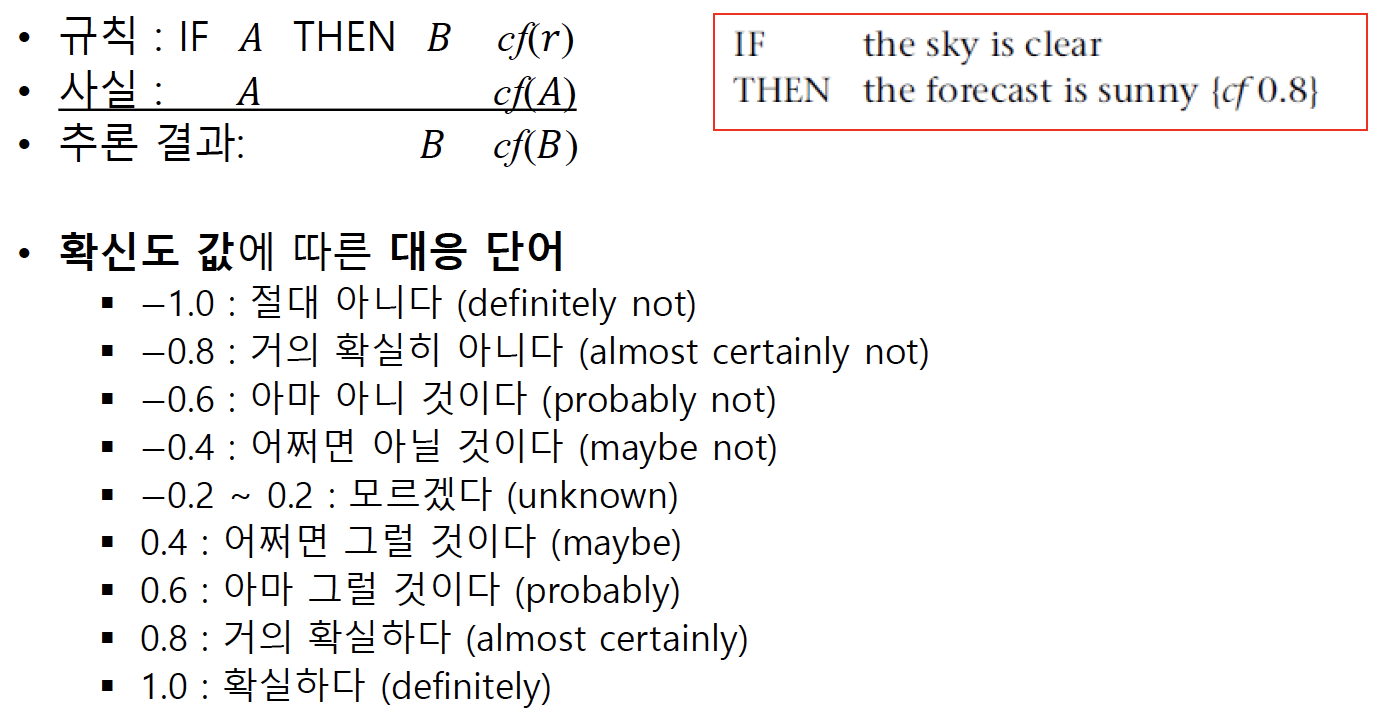 • 규칙 : IF A THEN B cf(r)
• 사실 : A cf(A)
• 추론 결과: B cf(B)
IF the sky is clear
THEN the forecast is sunny {cf 0.8}
• 확신도 값에 따른 대응 단어
▪ −1.0 : 절대 아니다 (definitely not)
▪ −0.8 : 거의 확실히 아니다 (almost certainly not)
▪ −0.6 : 아마 아니 것이다 (probably not)
▪ −0.4 : 어쩌면 아닐 것이다 (maybe not)
▪ −0.2 ~ 0.2 : 모르겠다 (unknown)
▪ 0.4 : 어쩌면 그럴 것이다 (maybe)
▪ 0.6 : 아마 그럴 것이다 (probably)
▪ 0.8 : 거의 확실하다 (almost certainly)
▪ 1.0 : 확실하다 (definitely)